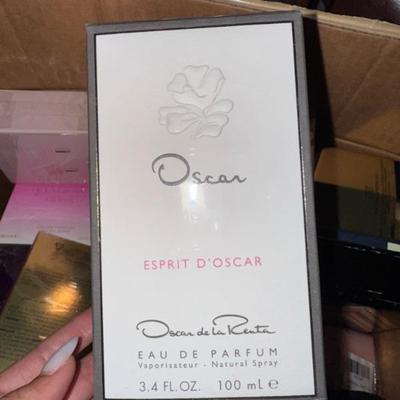 Oscar
ESPRIT D'OSCAR
Oscar de La Renta
EAU DE PARFUM
Vaporisateur - Natural Spray
3.4 FL.OZ. 100 mL ℮